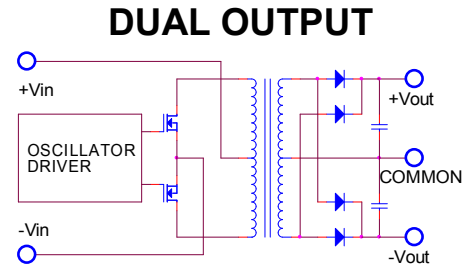 DUAL OUTPUT
+Vin
+Vout
OSCILLATOR
DRIVER
COMMON
-Vin
-Vout